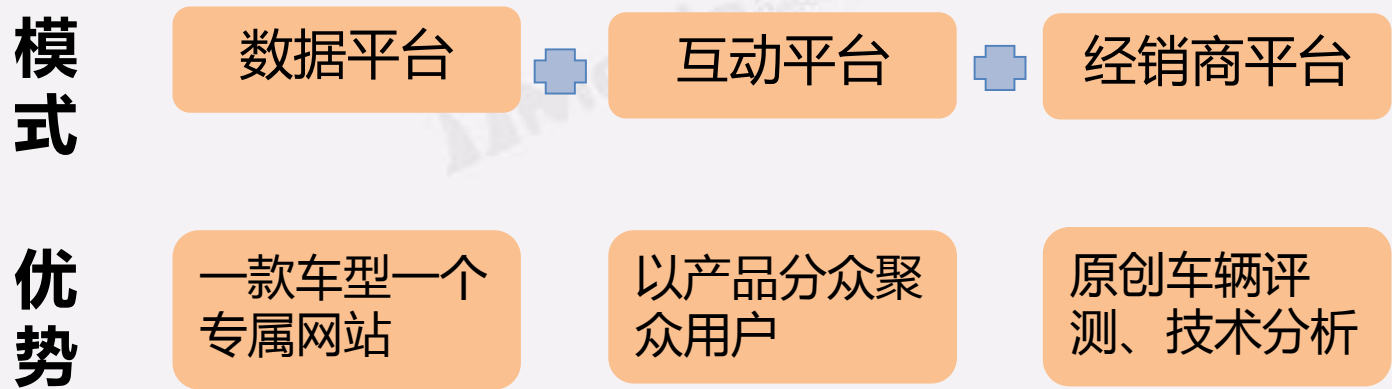 模式
数据平台
互动平台
经销商平台
优势
一款车型一个
专属网站
以产品分众聚
众用户
原创车辆评
测、技术分析